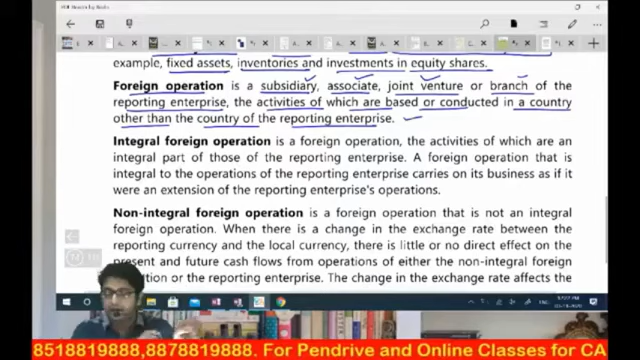 example, fixed assets, inventories and investments in equity shares.
Foreign operation is a subsidiary, associate, joint venture or branch of the
reporting enterprise, the activities of which are based or conducted in a country
other than the country of the reporting enterprise.
Integral foreign operation is a foreign operation, the activities of which are an
integral part of those of the reporting enterprise. A foreign operation that is
integral to the operations of the reporting enterprise carries on its business as if it
were an extension of the reporting enterprise's operations.
Non-integral foreign operation is a foreign operation that is not an integral
foreign operation. When there is a change in the exchange rate between the
reporting currency and the local currency, there is little or no direct effect on the
present and future cash flows from operations of either the non-integral foreign
operation or the reporting enterprise. The change in the exchange rate affects the
8518819888,8878819888. For Pendrive and Online Classes for CA